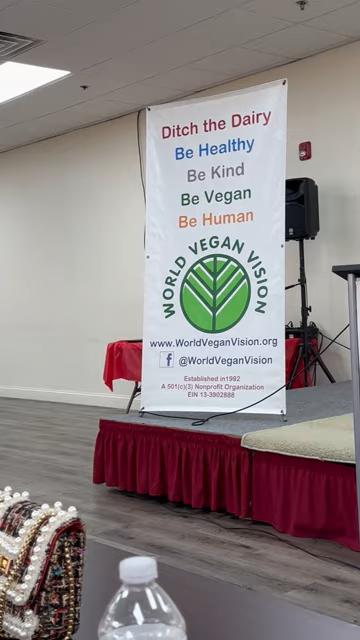 Ditch the Dairy
Be Healthy
Be Kind
Be Vegan
Be Human
WORLD VEGAN VISION
www.WorldVeganVision.org
f @WorldVeganVision
Established in1992
A 501(c)(3) Nonprofit Organization
EIN 13-3902888